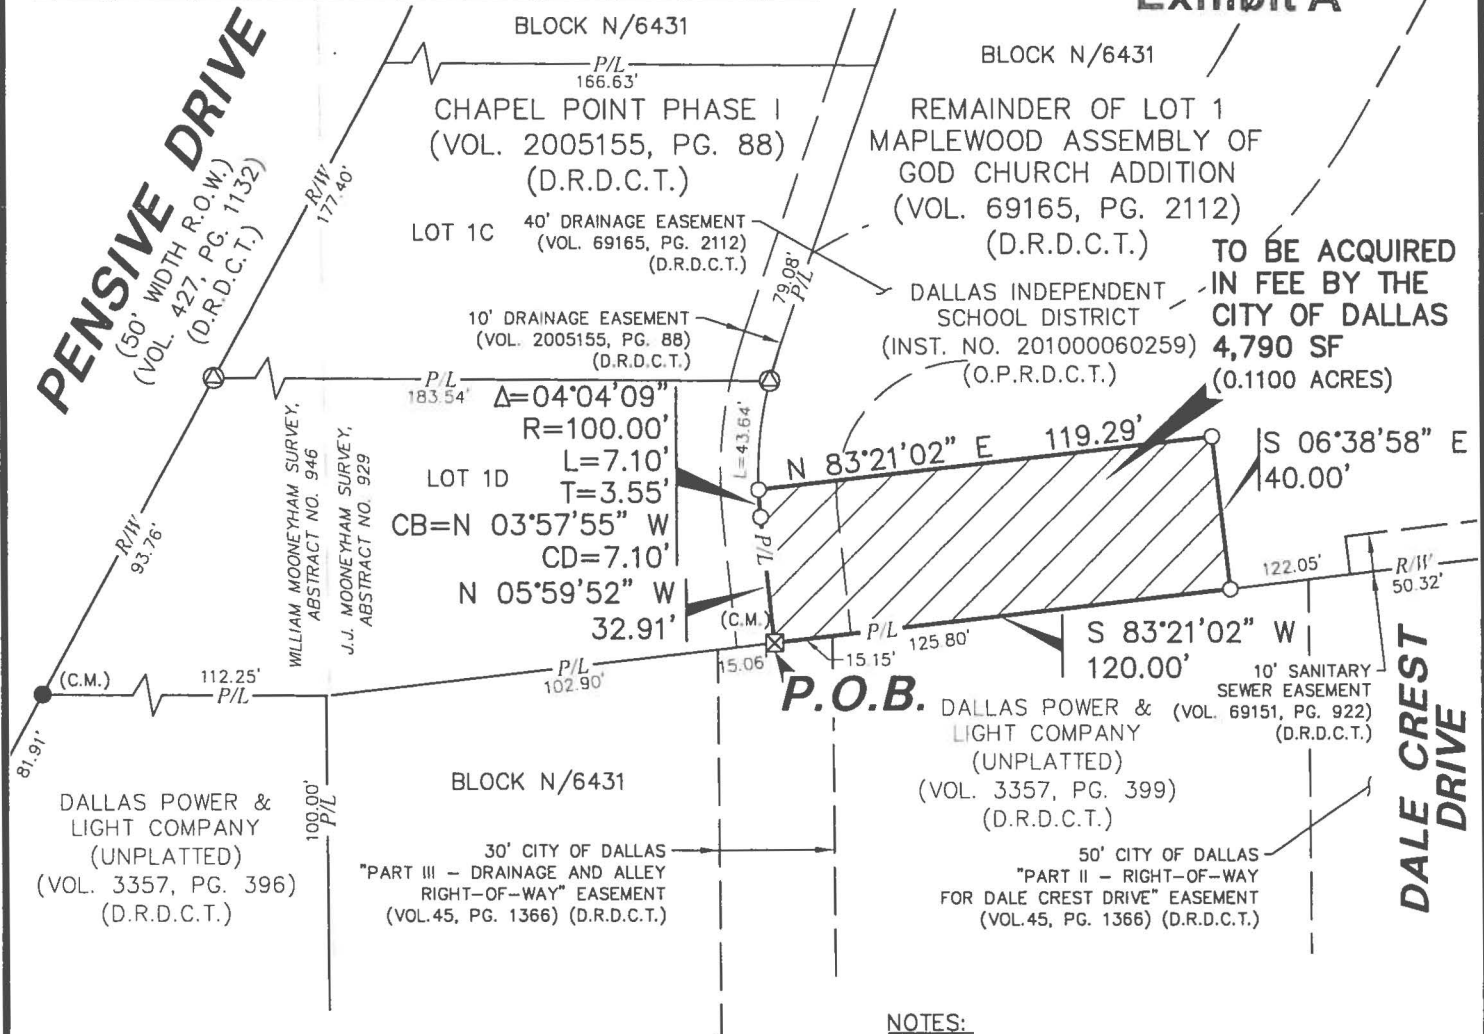 Exhibit A
BLOCK N/6431
BLOCK N/6431
P/L
166.63'
PENSIVE DRIVE
(50' WIDTH R.O.W.)
(VOL. 427, PG. 1132)
(D.R.D.C.T.)
R/W
177.40'
CHAPEL POINT PHASE I
(VOL. 2005155, PG. 88)
(D.R.D.C.T.)
REMAINDER OF LOT 1
MAPLEWOOD ASSEMBLY OF
GOD CHURCH ADDITION
(VOL. 69165, PG. 2112)
(D.R.D.C.T.)
LOT 1C
40' DRAINAGE EASEMENT
(VOL. 69165, PG. 2112)
(D.R.D.C.T.)
79.08'
P/L
TO BE ACQUIRED
IN FEE BY THE
CITY OF DALLAS
4,790 SF
(0.1100 ACRES)
DALLAS INDEPENDENT
SCHOOL DISTRICT
(INST. NO. 201000060259)
(O.P.R.D.C.T.)
10' DRAINAGE EASEMENT
(VOL. 2005155, PG. 88)
(D.R.D.C.T.)
P/L
183.54'
WILLIAM MOONEYHAM SURVEY,
ABSTRACT NO. 946
J.J. MOONEYHAM SURVEY,
ABSTRACT NO. 929
LOT 1D
Δ=04°04'09"
R=100.00'
L=7.10'
T=3.55'
CB=N 03°57'55" W
CD=7.10'
N 05°59'52" W
32.91'
L=43.64'
N 83°21'02" E 119.29'
S 06°38'58" E
40.00'
P/L
R/W
93.76'
122.05'
R/W
50.32'
(C.M.)
P/L
125.80'
S 83°21'02" W
120.00'
15.06'
15.15'
P.O.B.
(C.M.)
112.25'
P/L
P/L
102.90'
81.91'
10' SANITARY
SEWER EASEMENT
(VOL. 69151, PG. 922)
(D.R.D.C.T.)
DALLAS POWER &
LIGHT COMPANY
(UNPLATTED)
(VOL. 3357, PG. 399)
(D.R.D.C.T.)
DALE CREST
DRIVE
DALLAS POWER &
LIGHT COMPANY
(UNPLATTED)
(VOL. 3357, PG. 396)
(D.R.D.C.T.)
100.00'
P/L
BLOCK N/6431
30' CITY OF DALLAS
"PART III – DRAINAGE AND ALLEY
RIGHT–OF–WAY" EASEMENT
(VOL.45, PG. 1366) (D.R.D.C.T.)
50' CITY OF DALLAS
"PART II – RIGHT–OF–WAY
FOR DALE CREST DRIVE" EASEMENT
(VOL.45, PG. 1366) (D.R.D.C.T.)
NOTES: